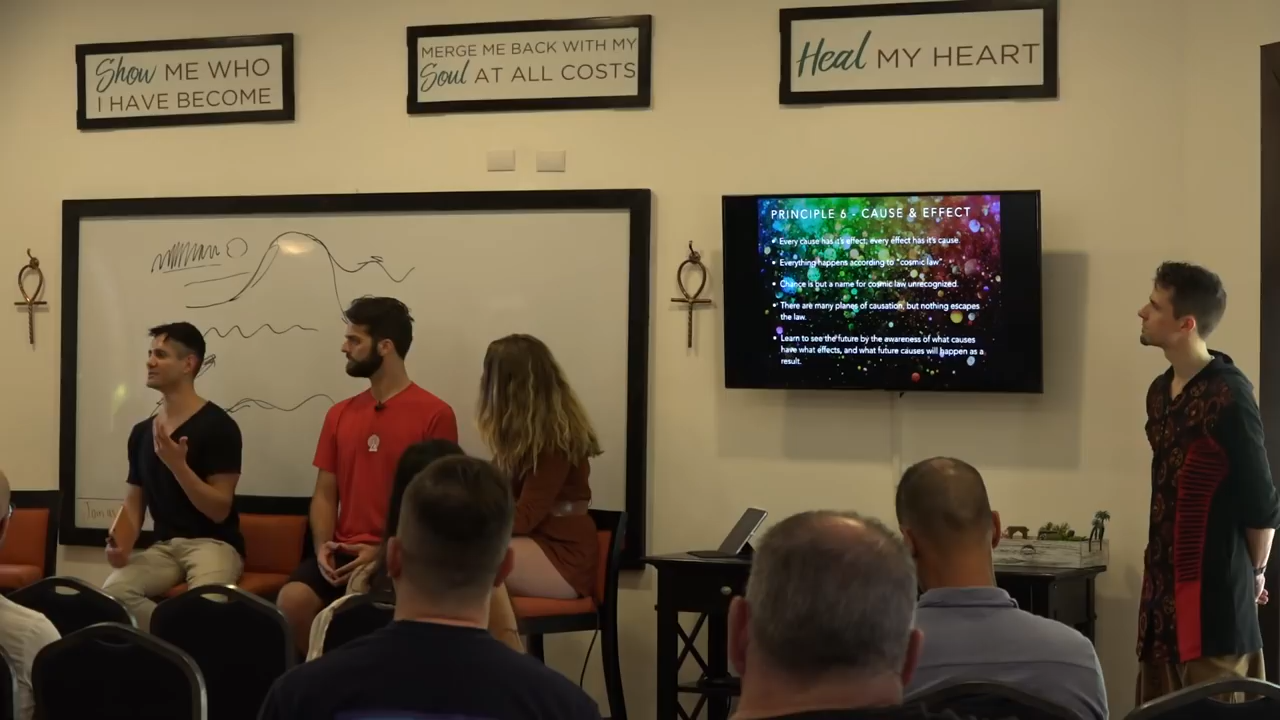 Show ME WHO
I HAVE BECOME
MERGE ME BACK WITH MY
Soul AT ALL COSTS
Heal MY HEART
PRINCIPLE 6 - CAUSE & EFFECT
• Every cause has it's effect; every effect has it's cause.
• Everything happens according to "cosmic law".
• Chance is but a name for cosmic law unrecognized.
• There are many planes of causation, but nothing escapes
the law.
• Learn to see the future by the awareness of what causes
have what effects, and what future causes will happen as a
result.